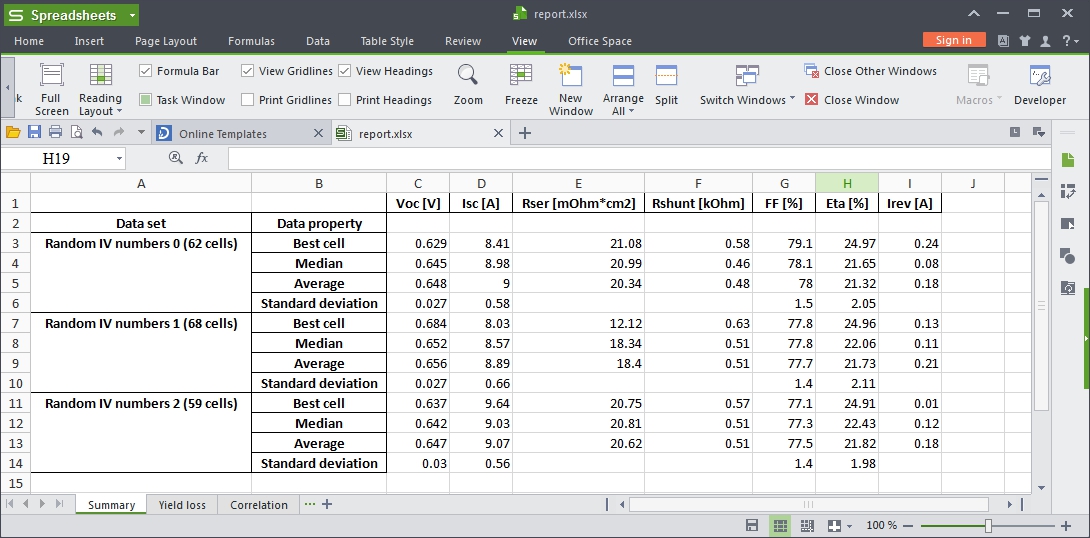 Spreadsheets
report.xlsx
Home Insert Page Layout Formulas Data Table Style Review View Office Space Sign in
Full Screen
Reading Layout
Formula Bar View Gridlines View Headings
Task Window Print Gridlines Print Headings
Zoom
Freeze
New Window
Arrange All
Split
Switch Windows
Close Other Windows
Close Window
Macros
Developer
Online Templates report.xlsx
H19 fx
A B C D E F G H I J
1 Voc [V] Isc [A] Rser [mOhm*cm2] Rshunt [kOhm] FF [%] Eta [%] Irev [A]
2 Data set Data property
3 Random IV numbers 0 (62 cells) Best cell 0.629 8.41 21.08 0.58 79.1 24.97 0.24
4 Median 0.645 8.98 20.99 0.46 78.1 21.65 0.08
5 Average 0.648 9 20.34 0.48 78 21.32 0.18
6 Standard deviation 0.027 0.58 1.5 2.05
7 Random IV numbers 1 (68 cells) Best cell 0.684 8.03 12.12 0.63 77.8 24.96 0.13
8 Median 0.652 8.57 18.34 0.51 77.8 22.06 0.11
9 Average 0.656 8.89 18.4 0.51 77.7 21.73 0.21
10 Standard deviation 0.027 0.66 1.4 2.11
11 Random IV numbers 2 (59 cells) Best cell 0.637 9.64 20.75 0.57 77.1 24.91 0.01
12 Median 0.642 9.03 20.81 0.51 77.3 22.43 0.12
13 Average 0.647 9.07 20.62 0.51 77.5 21.82 0.18
14 Standard deviation 0.03 0.56 1.4 1.98
15
Summary Yield loss Correlation ...
100 %